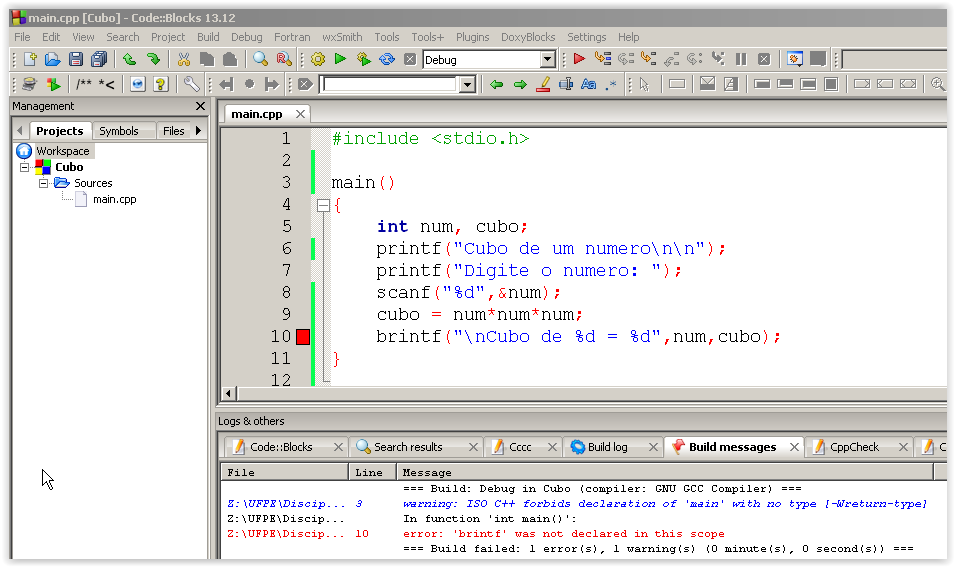 main.cpp [Cubo] - Code::Blocks 13.12
File Edit View Search Project Build Debug Fortran wxSmith Tools Tools+ Plugins DoxyBlocks Settings Help
Debug
/** *<
Aa .*
Management
Projects Symbols Files
Workspace
Cubo
Sources
main.cpp
main.cpp
1 #include <stdio.h>
2
3 main()
4 {
5 int num, cubo;
6 printf("Cubo de um numero\n\n");
7 printf("Digite o numero: ");
8 scanf("%d",&num);
9 cubo = num*num*num;
10 brintf("\nCubo de %d = %d",num,cubo);
11 }
12
Logs & others
Code::Blocks Search results Cccc Build log Build messages CppCheck C
File Line Message
=== Build: Debug in Cubo (compiler: GNU GCC Compiler) ===
Z:\UFPE\Discip... 3 warning: ISO C++ forbids declaration of 'main' with no type [-Wreturn-type]
Z:\UFPE\Discip... In function 'int main()':
Z:\UFPE\Discip... 10 error: 'brintf' was not declared in this scope
=== Build failed: 1 error(s), 1 warning(s) (0 minute(s), 0 second(s)) ===